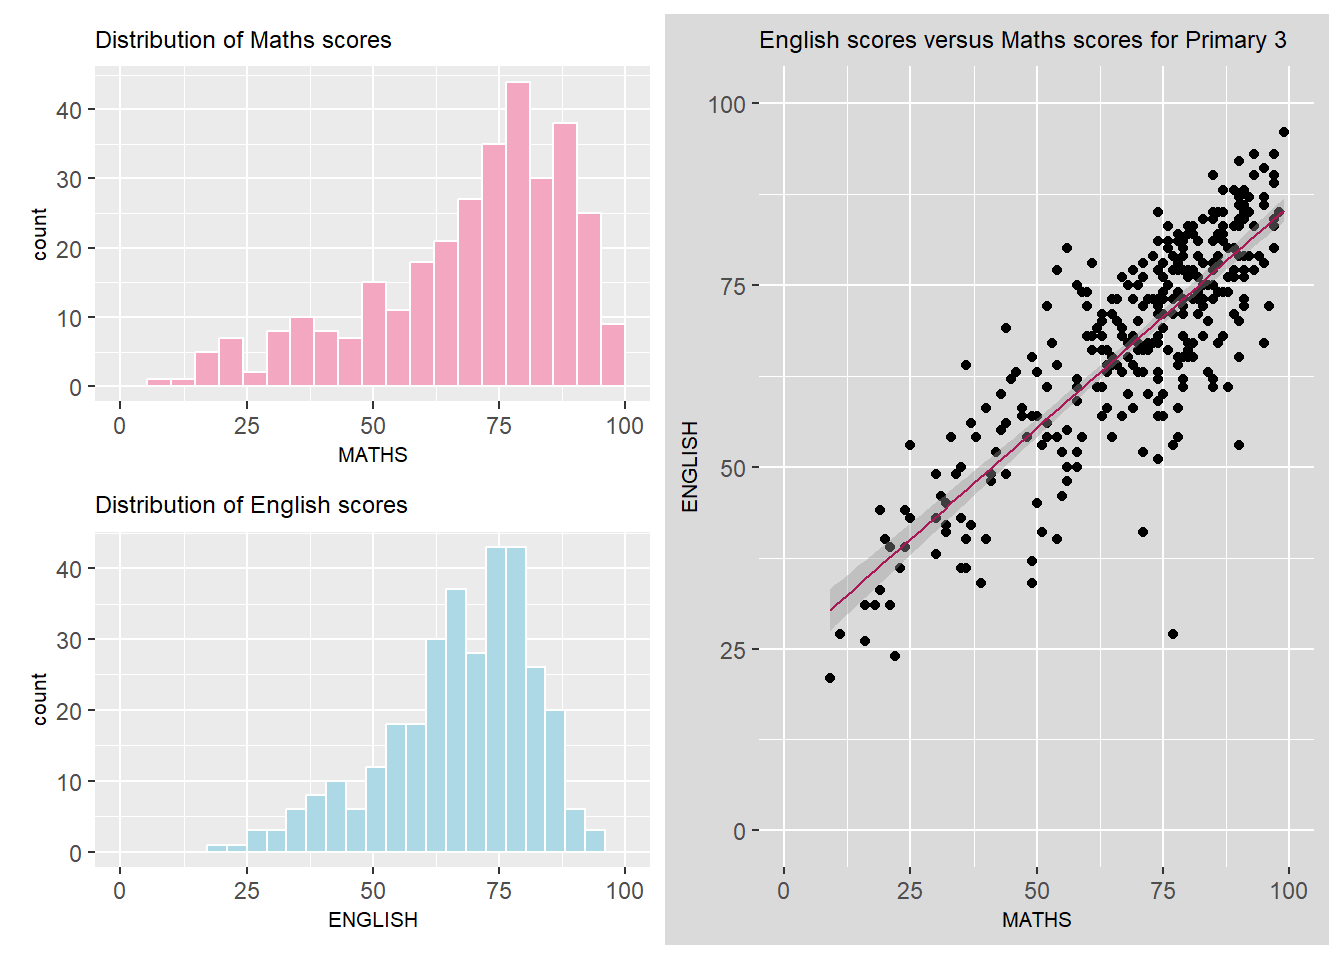 Distribution of Maths scores
40
30
20
10
0
count
0 25 50 75 100
MATHS
Distribution of English scores
40
30
20
10
0
count
0 25 50 75 100
ENGLISH
English scores versus Maths scores for Primary 3
100
75
50
25
0
ENGLISH
0 25 50 75 100
MATHS